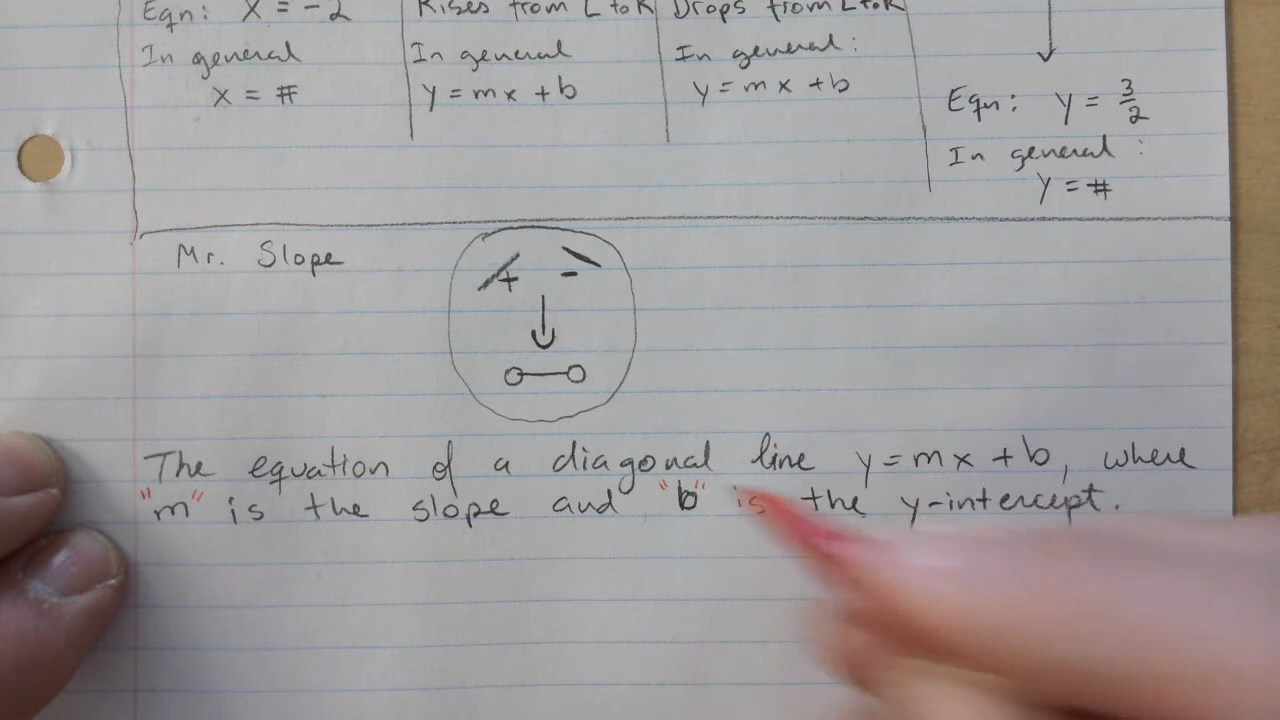 Eqn: x = -2
In general
x = #
Rises from L to R
In general
y = mx + b
Drops from L to R
In general:
y = mx + b
Eqn: y = 3/2
In general:
y = #
Mr. Slope
+ -
The equation of a diagonal line y = mx + b, where
"m" is the slope and "b" is the y-intercept.